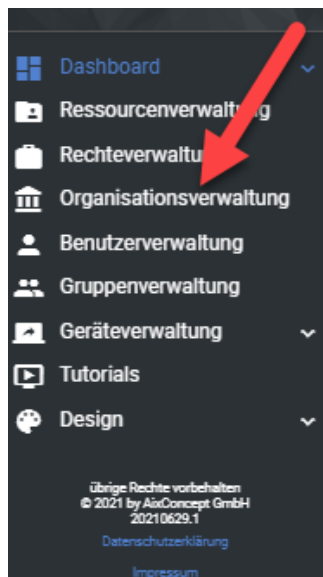 Dashboard
Ressourcenverwaltung
Rechteverwaltung
Organisationsverwaltung
Benutzerverwaltung
Gruppenverwaltung
Geräteverwaltung
Tutorials
Design
übrige Rechte vorbehalten
© 2021 by AixConcept GmbH
20210629.1
Datenschutzerklärung
Impressum